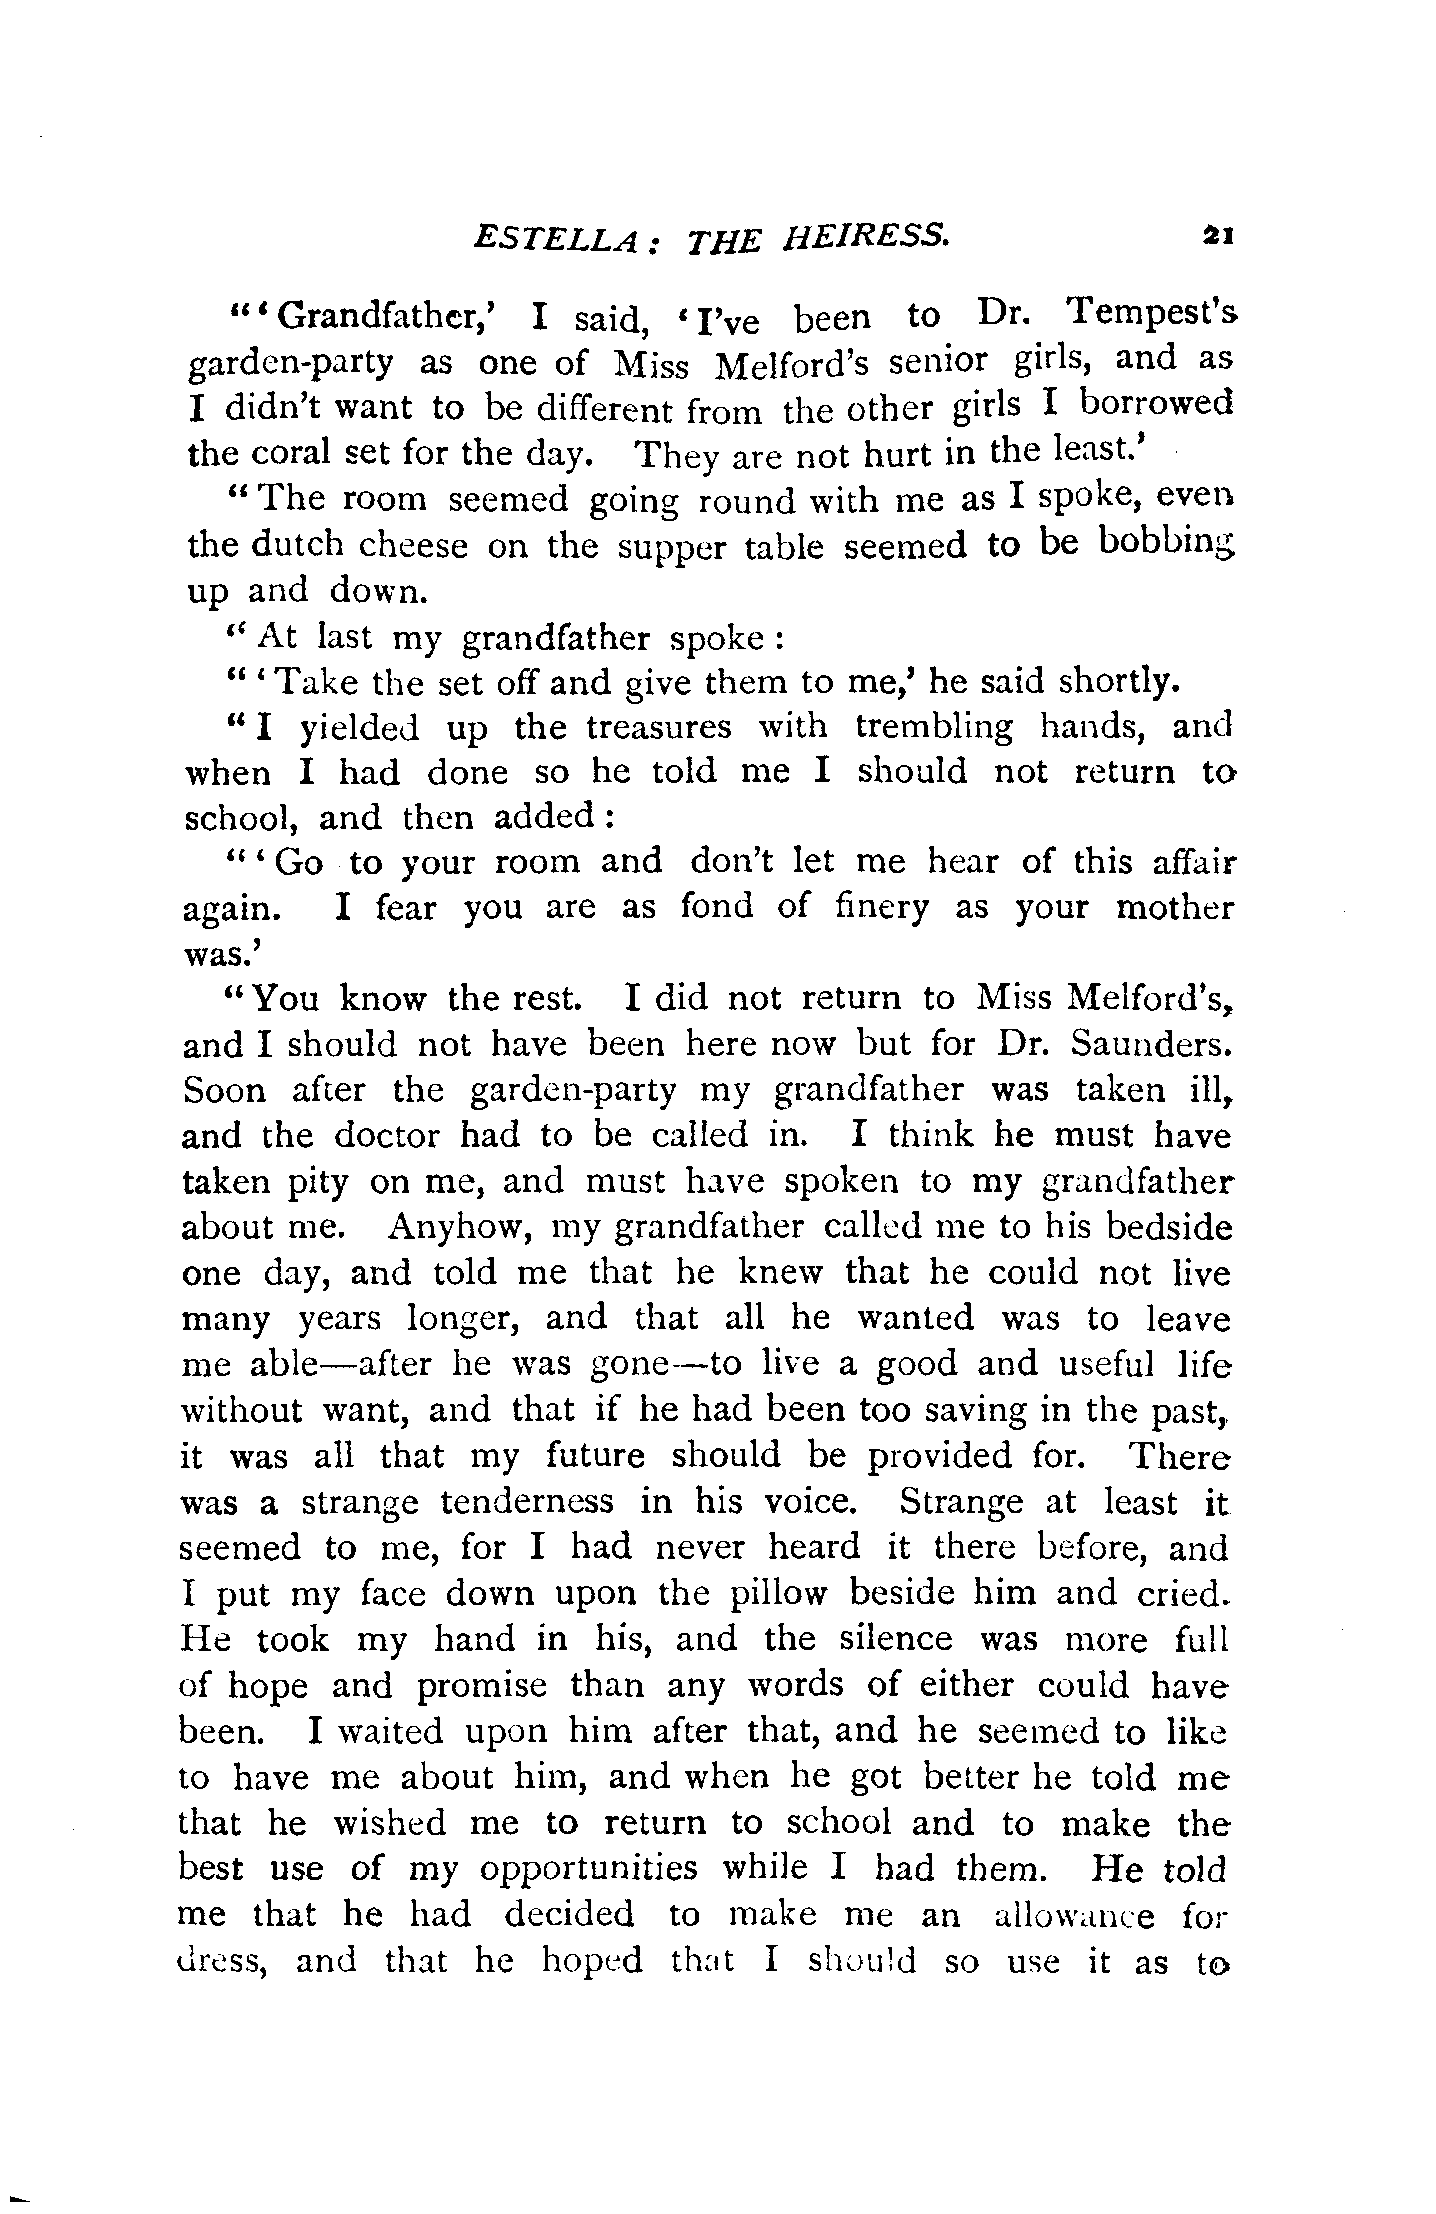 ESTELLA: THE HEIRESS. 21
"'Grandfather,' I said, 'I've been to Dr. Tempest's
garden-party as one of Miss Melford's senior girls, and as
I didn't want to be different from the other girls I borrowed
the coral set for the day. They are not hurt in the least.'
"The room seemed going round with me as I spoke, even
the dutch cheese on the supper table seemed to be bobbing
up and down.
"At last my grandfather spoke:
"'Take the set off and give them to me,' he said shortly.
"I yielded up the treasures with trembling hands, and
when I had done so he told me I should not return to
school, and then added:
"'Go to your room and don't let me hear of this affair
again. I fear you are as fond of finery as your mother
was.'
"You know the rest. I did not return to Miss Melford's,
and I should not have been here now but for Dr. Saunders.
Soon after the garden-party my grandfather was taken ill,
and the doctor had to be called in. I think he must have
taken pity on me, and must have spoken to my grandfather
about me. Anyhow, my grandfather called me to his bedside
one day, and told me that he knew that he could not live
many years longer, and that all he wanted was to leave
me able—after he was gone—to live a good and useful life
without want, and that if he had been too saving in the past,
it was all that my future should be provided for. There
was a strange tenderness in his voice. Strange at least it
seemed to me, for I had never heard it there before, and
I put my face down upon the pillow beside him and cried.
He took my hand in his, and the silence was more full
of hope and promise than any words of either could have
been. I waited upon him after that, and he seemed to like
to have me about him, and when he got better he told me
that he wished me to return to school and to make the
best use of my opportunities while I had them. He told
me that he had decided to make me an allowance for
dress, and that he hoped that I should so use it as to